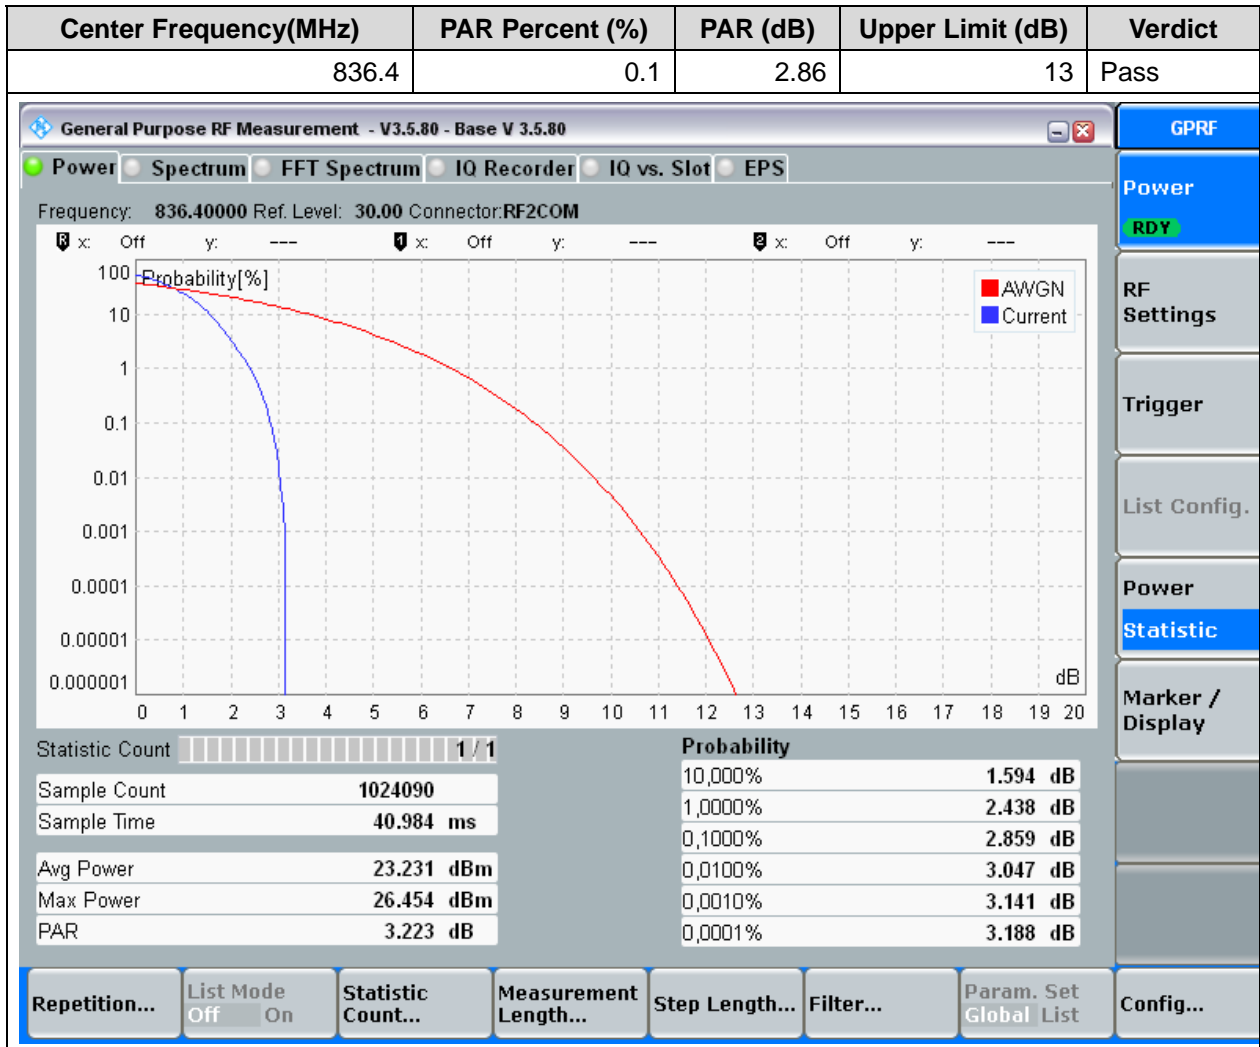 Center Frequency(MHz) PAR Percent (%) PAR (dB) Upper Limit (dB) Verdict
836.4 0.1 2.86 13 Pass
General Purpose RF Measurement - V3.5.80 - Base V 3.5.80
GPRF
Power Spectrum FFT Spectrum IQ Recorder IQ vs. Slot EPS
Power
RDY
Frequency: 836.40000 Ref. Level: 30.00 Connector:RF2COM
R x: Off y: --- 1 x: Off y: --- 2 x: Off y: ---
Probability[%]
100
10
1
0.1
0.01
0.001
0.0001
0.00001
0.000001
AWGN
Current
dB
0 1 2 3 4 5 6 7 8 9 10 11 12 13 14 15 16 17 18 19 20
RF
Settings
Trigger
List Config.
Power
Statistic
Marker /
Display
Statistic Count 1 / 1
Sample Count 1024090
Sample Time 40.984 ms
Avg Power 23.231 dBm
Max Power 26.454 dBm
PAR 3.223 dB
Probability
10,000% 1.594 dB
1,0000% 2.438 dB
0,1000% 2.859 dB
0,0100% 3.047 dB
0,0010% 3.141 dB
0,0001% 3.188 dB
Repetition...
List Mode
Off On
Statistic
Count...
Measurement
Length...
Step Length...
Filter...
Param. Set
Global List
Config...